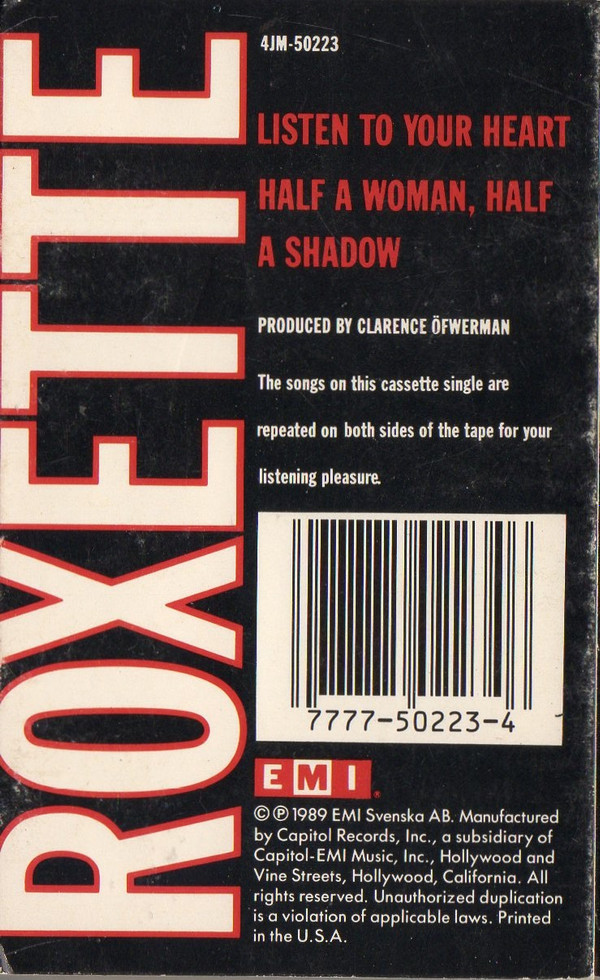 ROXETTE
4JM-50223
LISTEN TO YOUR HEART
HALF A WOMAN, HALF
A SHADOW
PRODUCED BY CLARENCE ÖFWERMAN
The songs on this cassette single are
repeated on both sides of the tape for your
listening pleasure.
7777-50223-4
EMI®
© ℗ 1989 EMI Svenska AB. Manufactured
by Capitol Records, Inc., a subsidiary of
Capitol-EMI Music, Inc., Hollywood and
Vine Streets, Hollywood, California. All
rights reserved. Unauthorized duplication
is a violation of applicable laws. Printed
in the U.S.A.